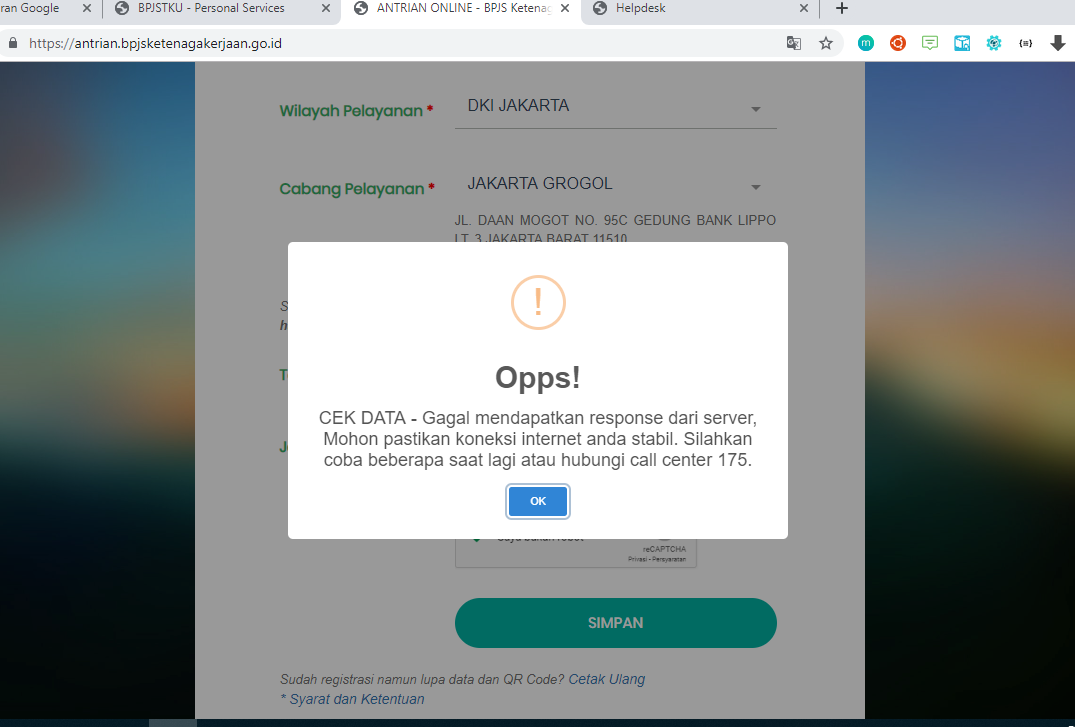 ran Google
BPJSTKU - Personal Services
ANTRIAN ONLINE - BPJS Ketenag
Helpdesk
https://antrian.bpjsketenagakerjaan.go.id
Wilayah Pelayanan *
DKI JAKARTA
Cabang Pelayanan *
JAKARTA GROGOL
JL. DAAN MOGOT NO. 95C GEDUNG BANK LIPPO
LT. 3 JAKARTA BARAT 11510
S
h
T
J
!
Opps!
CEK DATA - Gagal mendapatkan response dari server,
Mohon pastikan koneksi internet anda stabil. Silahkan
coba beberapa saat lagi atau hubungi call center 175.
OK
Saya bukan robot
reCAPTCHA
Privasi - Persyaratan
SIMPAN
Sudah registrasi namun lupa data dan QR Code? Cetak Ulang
* Syarat dan Ketentuan